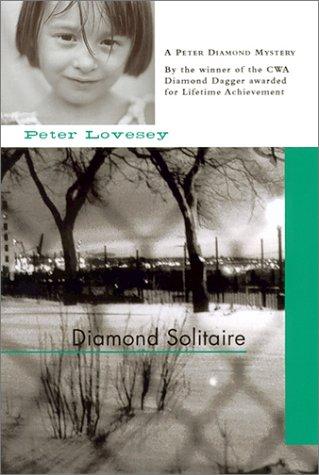 A Peter Diamond Mystery
By the winner of the CWA
Diamond Dagger awarded
for Lifetime Achievement
Peter Lovesey
Diamond Solitaire